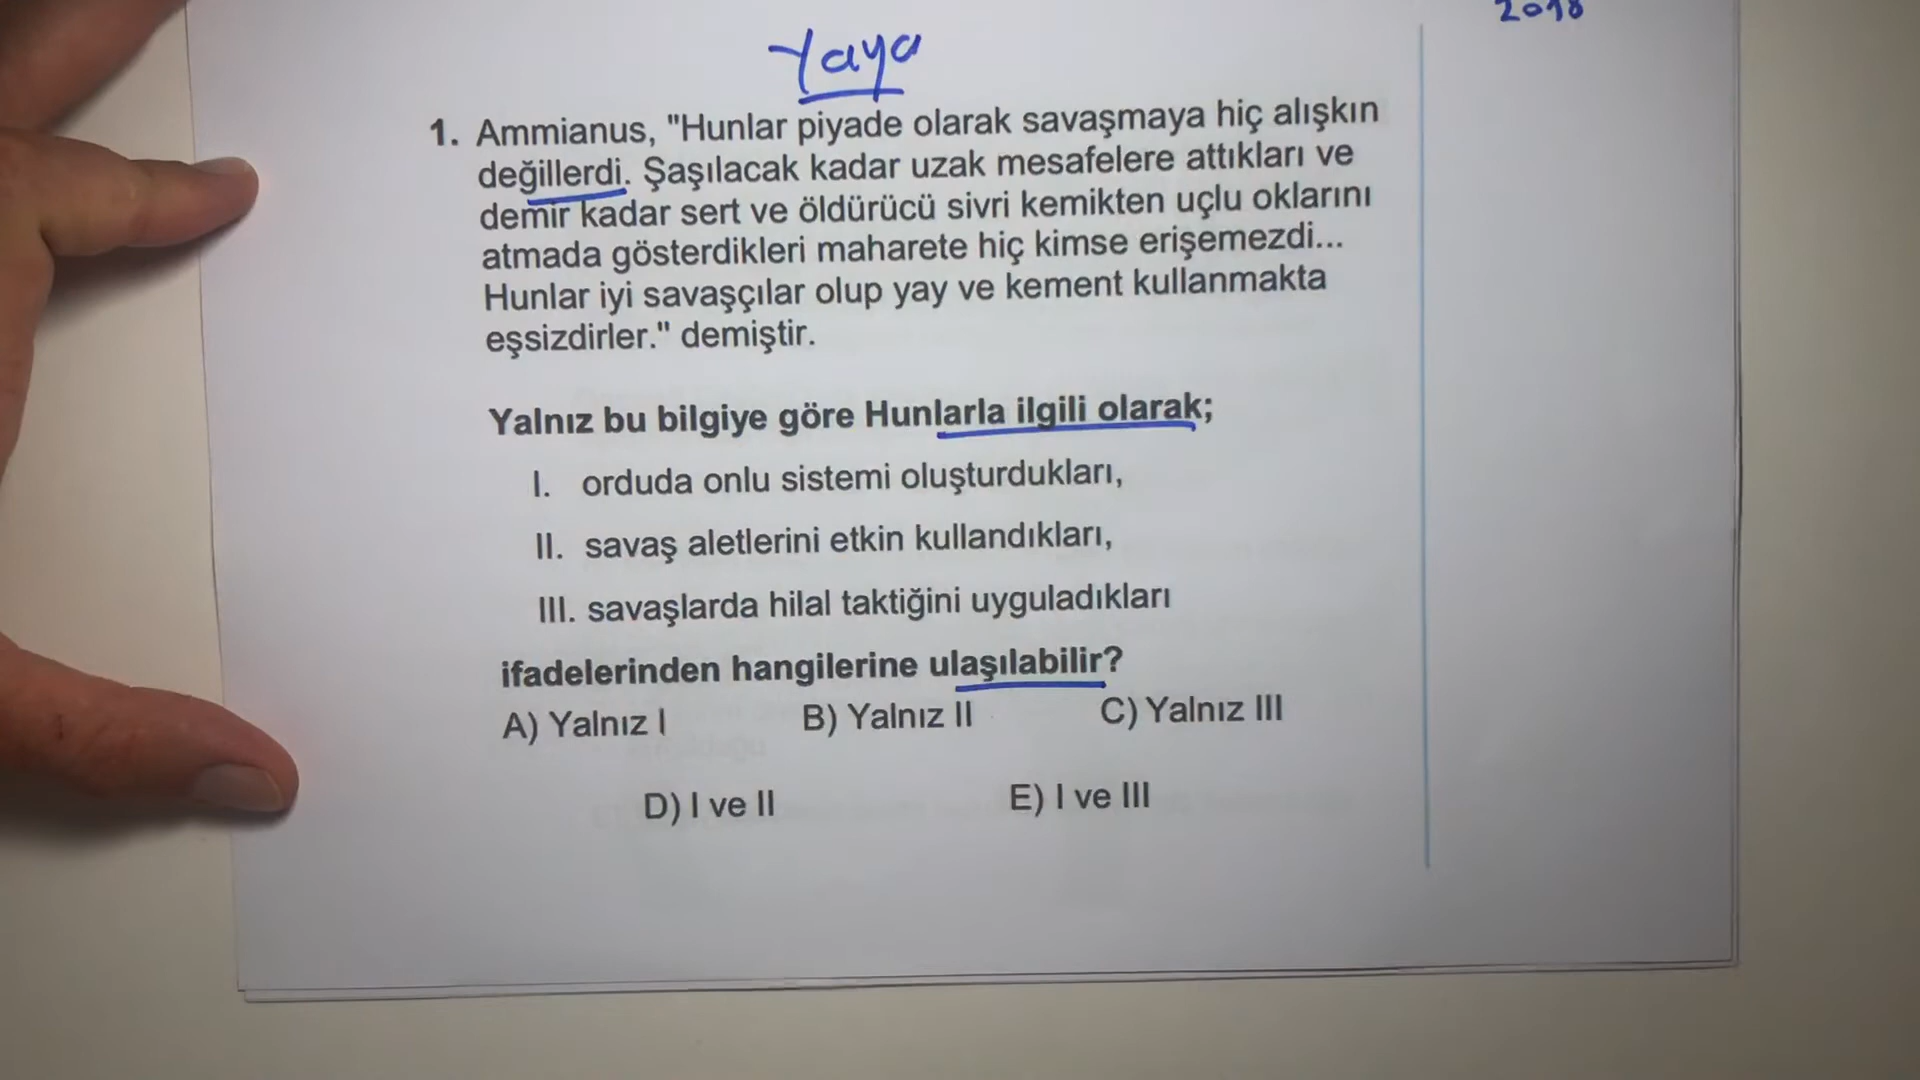 2018
Yaya
1. Ammianus, "Hunlar piyade olarak savaşmaya hiç alışkın
değillerdi. Şaşılacak kadar uzak mesafelere attıkları ve
demir kadar sert ve öldürücü sivri kemikten uçlu oklarını
atmada gösterdikleri maharete hiç kimse erişemezdi...
Hunlar iyi savaşçılar olup yay ve kement kullanmakta
eşsizdirler." demiştir.
Yalnız bu bilgiye göre Hunlarla ilgili olarak;
I. orduda onlu sistemi oluşturdukları,
II. savaş aletlerini etkin kullandıkları,
III. savaşlarda hilal taktiğini uyguladıkları
ifadelerinden hangilerine ulaşılabilir?
A) Yalnız I B) Yalnız II C) Yalnız III
D) I ve II E) I ve III